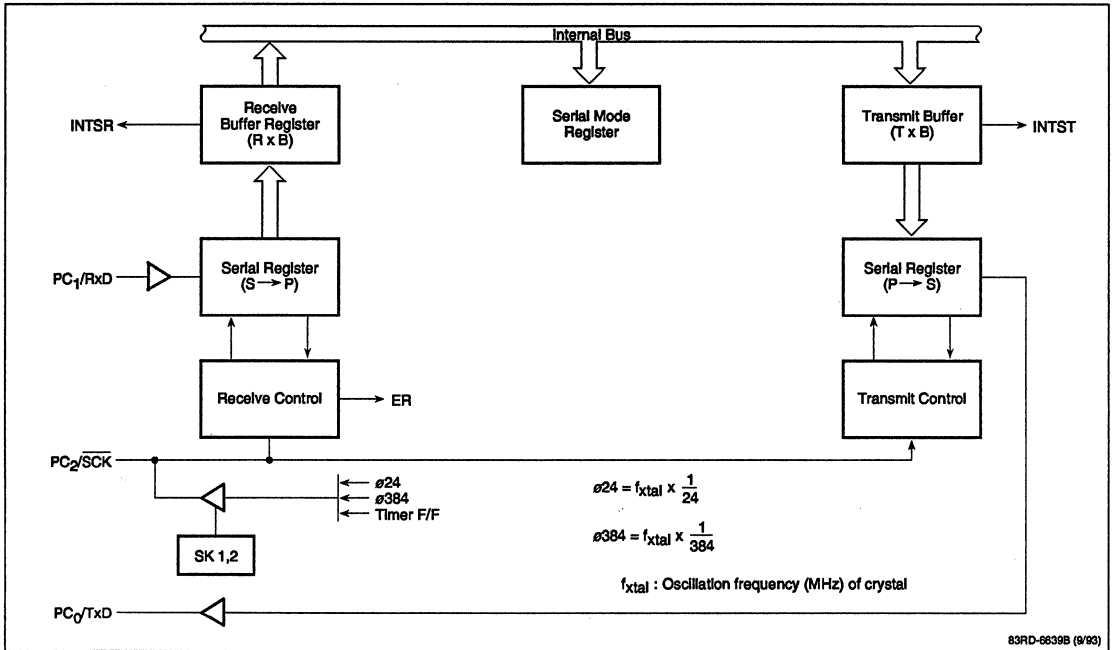 Internal Bus
Receive
Buffer Register
(R x B)
INTSR
Serial Mode
Register
Transmit Buffer
(T x B)
INTST
PC1/RxD
Serial Register
(S → P)
Serial Register
(P → S)
Receive Control
ER
Transmit Control
PC2/S̅C̅K̅
ø24
ø384
Timer F/F
SK 1,2
ø24 = fxtal x 1/24
ø384 = fxtal x 1/384
fxtal : Oscillation frequency (MHz) of crystal
PC0/TxD
83RD-6639B (9/93)